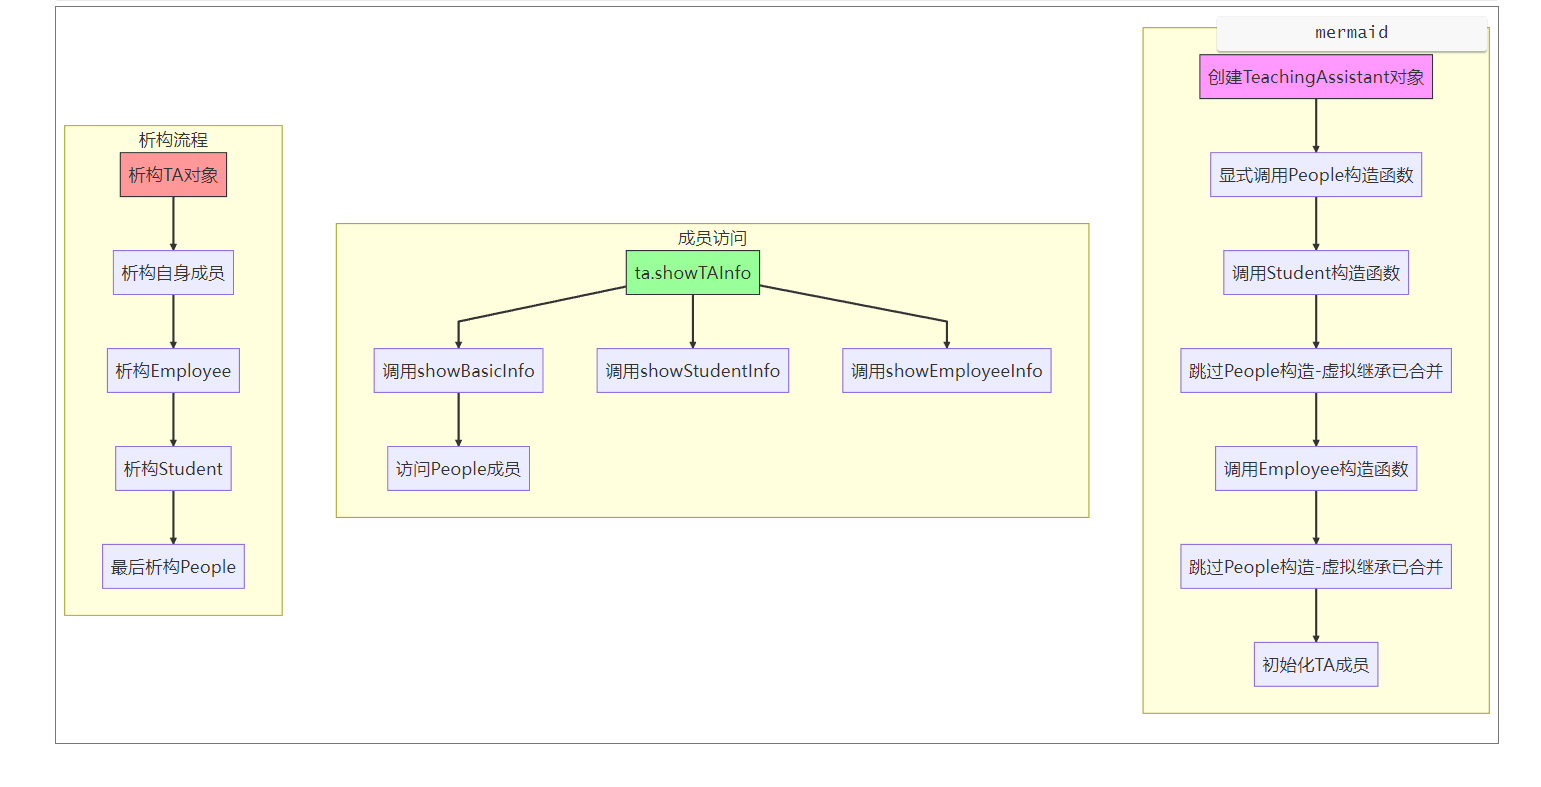 析构流程
析构TA对象
析构自身成员
析构Employee
析构Student
最后析构People
成员访问
ta.showTAInfo
调用showBasicInfo
调用showStudentInfo
调用showEmployeeInfo
访问People成员
mermaid
创建TeachingAssistant对象
显式调用People构造函数
调用Student构造函数
跳过People构造-虚拟继承已合并
调用Employee构造函数
跳过People构造-虚拟继承已合并
初始化TA成员